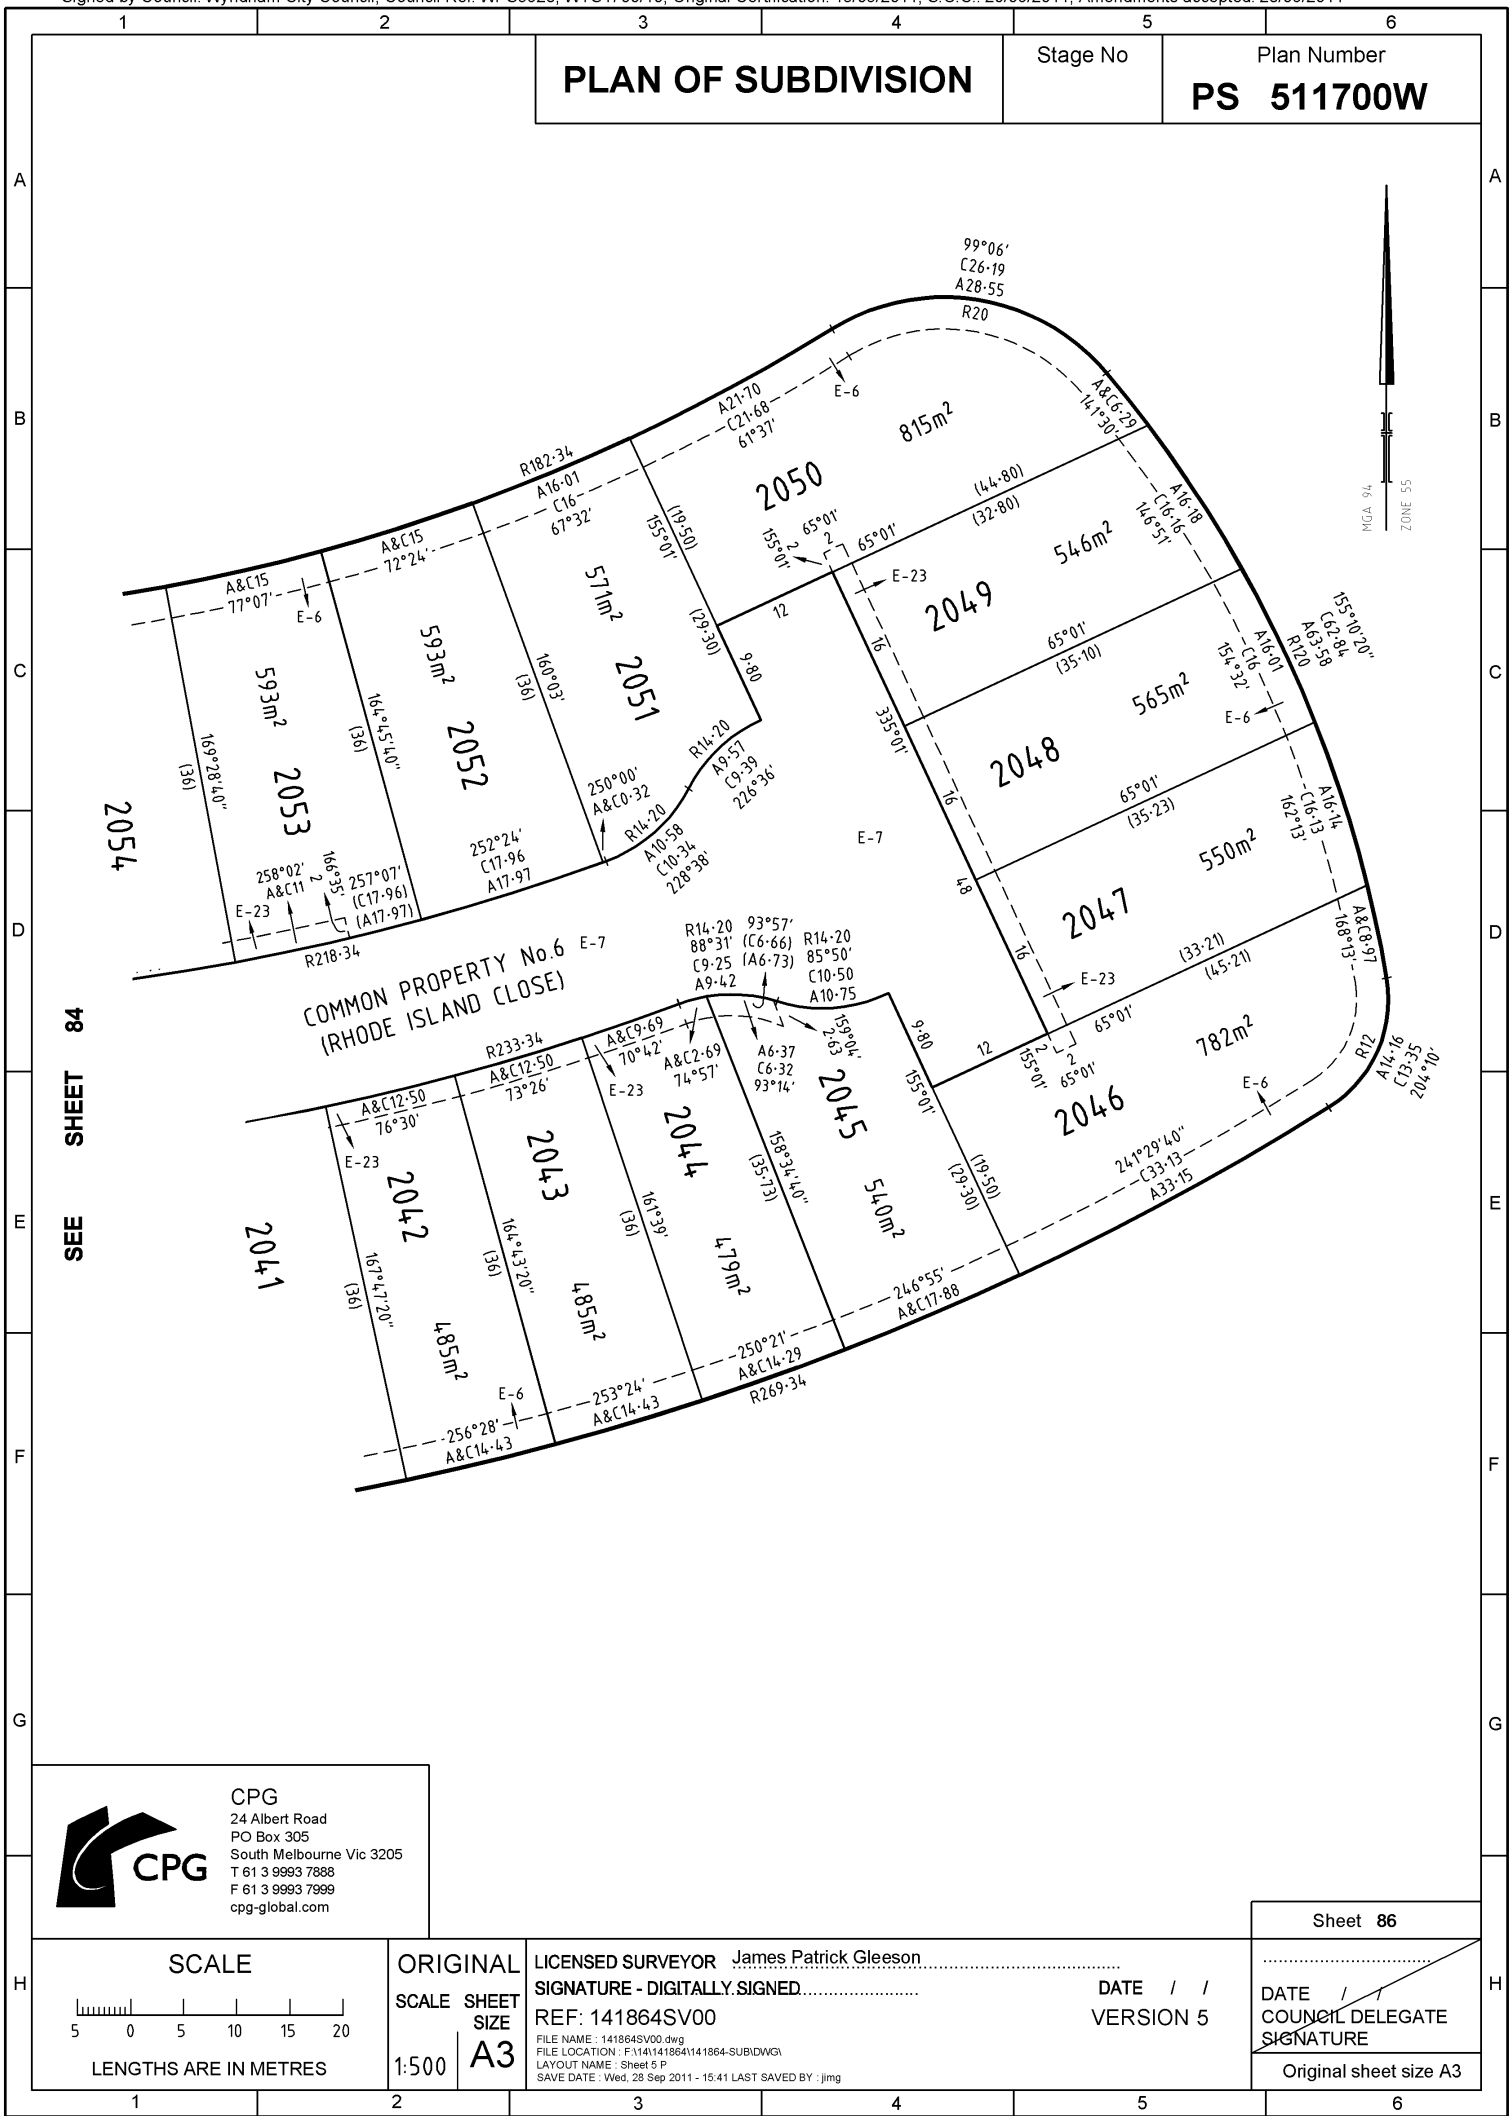 1 2 3 4 5 6
PLAN OF SUBDIVISION
Stage No
Plan Number
PS 511700W
A
B
C
D
E
F
G
H
A
B
C
D
E
F
G
H
MGA 94
ZONE 55
99°06'
C26·19
A28·55
R20
E-6
815m²
2050
A21·70
C21·68
61°37'
R182·34
A16·01
C16
67°32'
A&C15
72°24'
A&C15
77°07'
E-6
A&C6·29
141°30'
(44·80)
(32·80)
65°01'
2
65°01'
2
155°01'
(19·50)
155°01'
(29·30)
12
9·80
E-23
546m²
2049
A16·18
C16·16
146°51'
16
65°01'
(35·10)
565m²
2048
335°01'
16
A16·01
C16
154°32'
E-6
155°10'20"
C62·84
A63·58
R120
65°01'
(35·23)
550m²
2047
48
16
A16·14
C16·13
162°13'
(33·21)
(45·21)
65°01'
E-23
A&C8·97
168°13'
782m²
2046
R12
A14·16
C13·35
204°10'
E-6
241°29'40"
C33·13
A33·15
2
155°01'
2
65°01'
12
9·80
155°01'
(19·50)
(29·30)
571m²
2051
160°03'
(36)
593m²
2052
164°45'40"
(36)
593m²
2053
169°28'40"
(36)
2054
R14·20
A9·57
C9·39
226°36'
250°00'
A&C0·32
R14·20
A10·58
C10·34
228°38'
E-7
252°24'
C17·96
A17·97
257°07'
(C17·96)
(A17·97)
166°35'
2
258°02'
A&C11
E-23
R218·34
COMMON PROPERTY No.6 E-7
(RHODE ISLAND CLOSE)
R14·20
88°31'
C9·25
A9·42
93°57'
(C6·66)
(A6·73)
R14·20
85°50'
C10·50
A10·75
R233·34
A&C9·69
70°42'
A&C2·69
74°57'
A6·37
C6·32
93°14'
159°04'
2·63
A&C12·50
73°26'
E-23
A&C12·50
76°30'
E-23
2045
540m²
158°34'40"
(35·73)
2044
479m²
161°39'
(36)
2043
485m²
164°43'20"
(36)
2042
485m²
167°47'20"
(36)
2041
246°55'
A&C17·88
250°21'
A&C14·29
R269·34
253°24'
A&C14·43
E-6
256°28'
A&C14·43
SEE SHEET 84
CPG
CPG
24 Albert Road
PO Box 305
South Melbourne Vic 3205
T 61 3 9993 7888
F 61 3 9993 7999
cpg-global.com
SCALE
5 0 5 10 15 20
LENGTHS ARE IN METRES
ORIGINAL
SCALE
SHEET
SIZE
1:500
A3
LICENSED SURVEYOR James Patrick Gleeson
SIGNATURE - DIGITALLY SIGNED
DATE / /
REF: 141864SV00
VERSION 5
FILE NAME : 141864SV00.dwg
FILE LOCATION : F:\14\141864\141864-SUB\DWG\
LAYOUT NAME : Sheet 5 P
SAVE DATE : Wed, 28 Sep 2011 - 15:41 LAST SAVED BY : jimg
Sheet 86
DATE / /
COUNCIL DELEGATE
SIGNATURE
Original sheet size A3
1 2 3 4 5 6